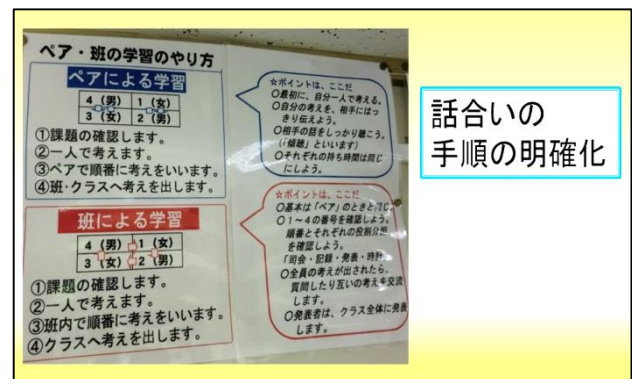 ペア・班の学習のやり方
ペアによる学習
4(男) 1(女)
3(女) 2(男)
①課題の確認します。
②一人で考えます。
③ペアで順番に考えをいいます。
④班・クラスへ考えを出します。
☆ポイントは、ここだ
○最初に、自分一人で考える。
○自分の考えを、相手にはっ
きり伝えよう。
○相手の話をしっかり聴こう。
(「傾聴」といいます)
○それぞれの持ち時間は同じ
にしよう。
班による学習
4(男) 1(女)
3(女) 2(男)
①課題の確認します。
②一人で考えます。
③班内で順番に考えをいいます。
④クラスへ考えを出します。
☆ポイントは、ここだ
○基本は「ペア」のときと同じ。
○1～4の番号を確認しよう。
順番とそれぞれの役割分担
を確認しよう。
「司会・記録・発表・時計」
○全員の考えが出されたら、
質問したり互いの考えを交流
します。
○発表者は、クラス全体に発表
します。
話合いの
手順の明確化